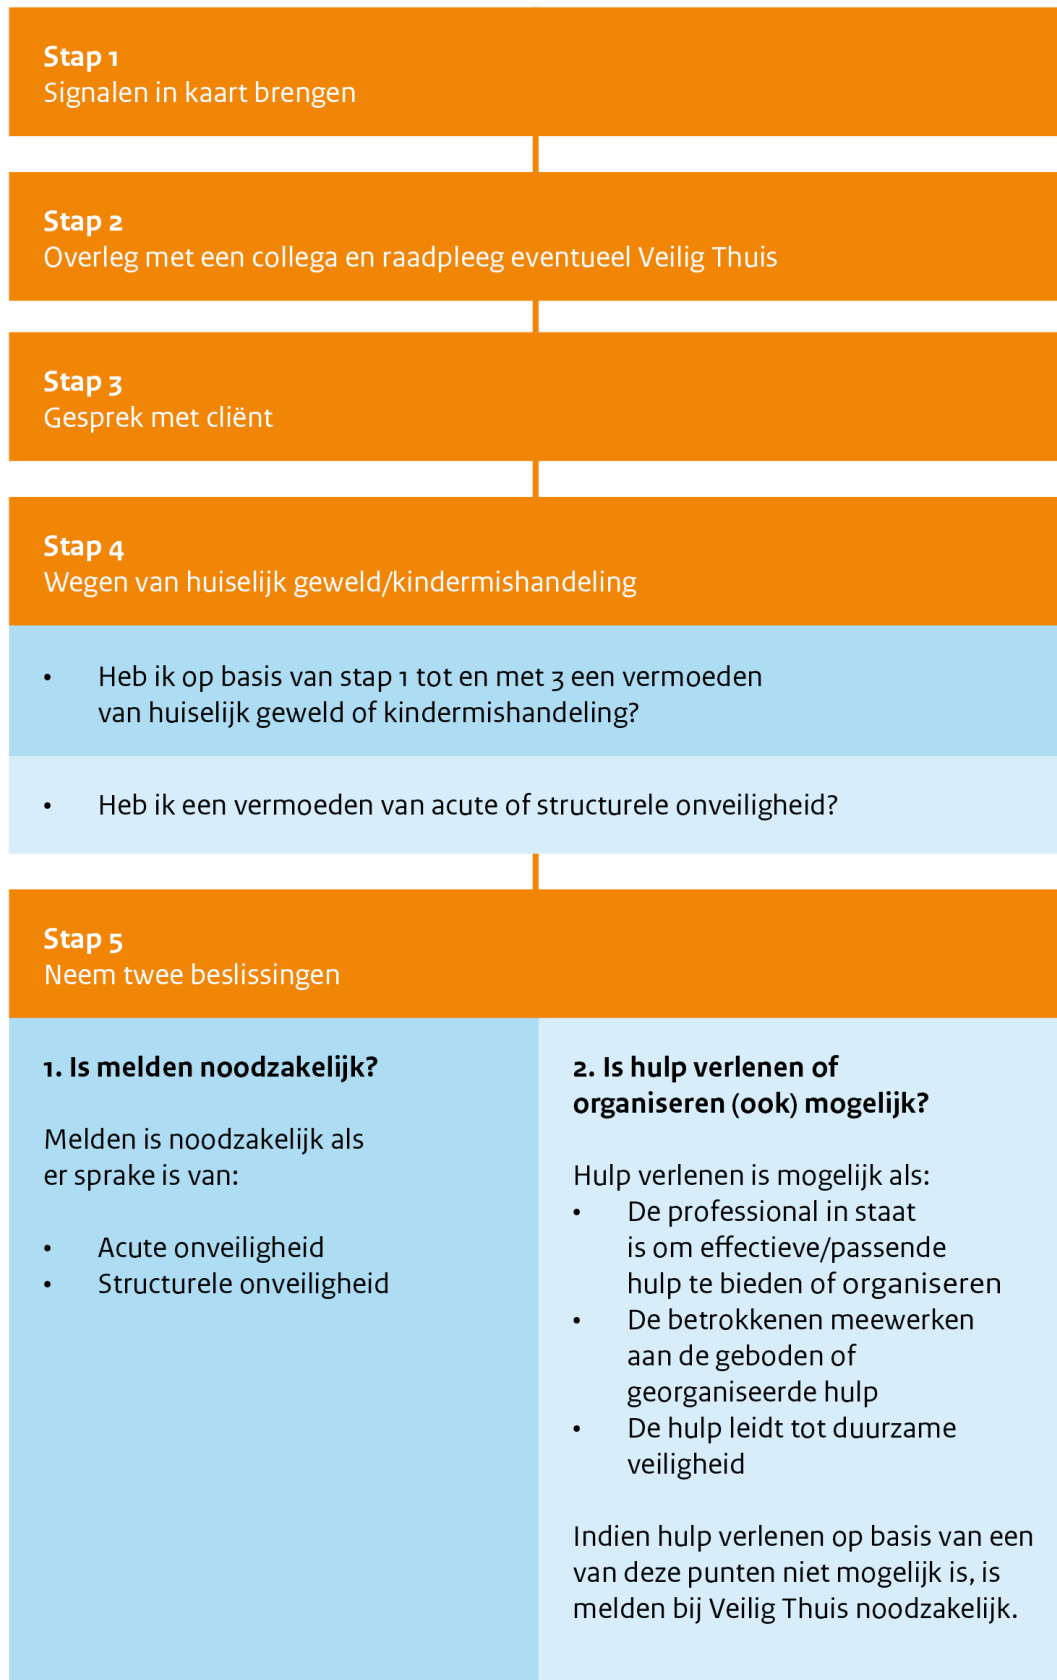 Stap 1
Signalen in kaart brengen
Stap 2
Overleg met een collega en raadpleeg eventueel Veilig Thuis
Stap 3
Gesprek met cliënt
Stap 4
Wegen van huiselijk geweld/kindermishandeling
• Heb ik op basis van stap 1 tot en met 3 een vermoeden
van huiselijk geweld of kindermishandeling?
• Heb ik een vermoeden van acute of structurele onveiligheid?
Stap 5
Neem twee beslissingen
1. Is melden noodzakelijk?
Melden is noodzakelijk als
er sprake is van:
• Acute onveiligheid
• Structurele onveiligheid
2. Is hulp verlenen of
organiseren (ook) mogelijk?
Hulp verlenen is mogelijk als:
• De professional in staat
is om effectieve/passende
hulp te bieden of organiseren
• De betrokkenen meewerken
aan de geboden of
georganiseerde hulp
• De hulp leidt tot duurzame
veiligheid
Indien hulp verlenen op basis van een
van deze punten niet mogelijk is, is
melden bij Veilig Thuis noodzakelijk.